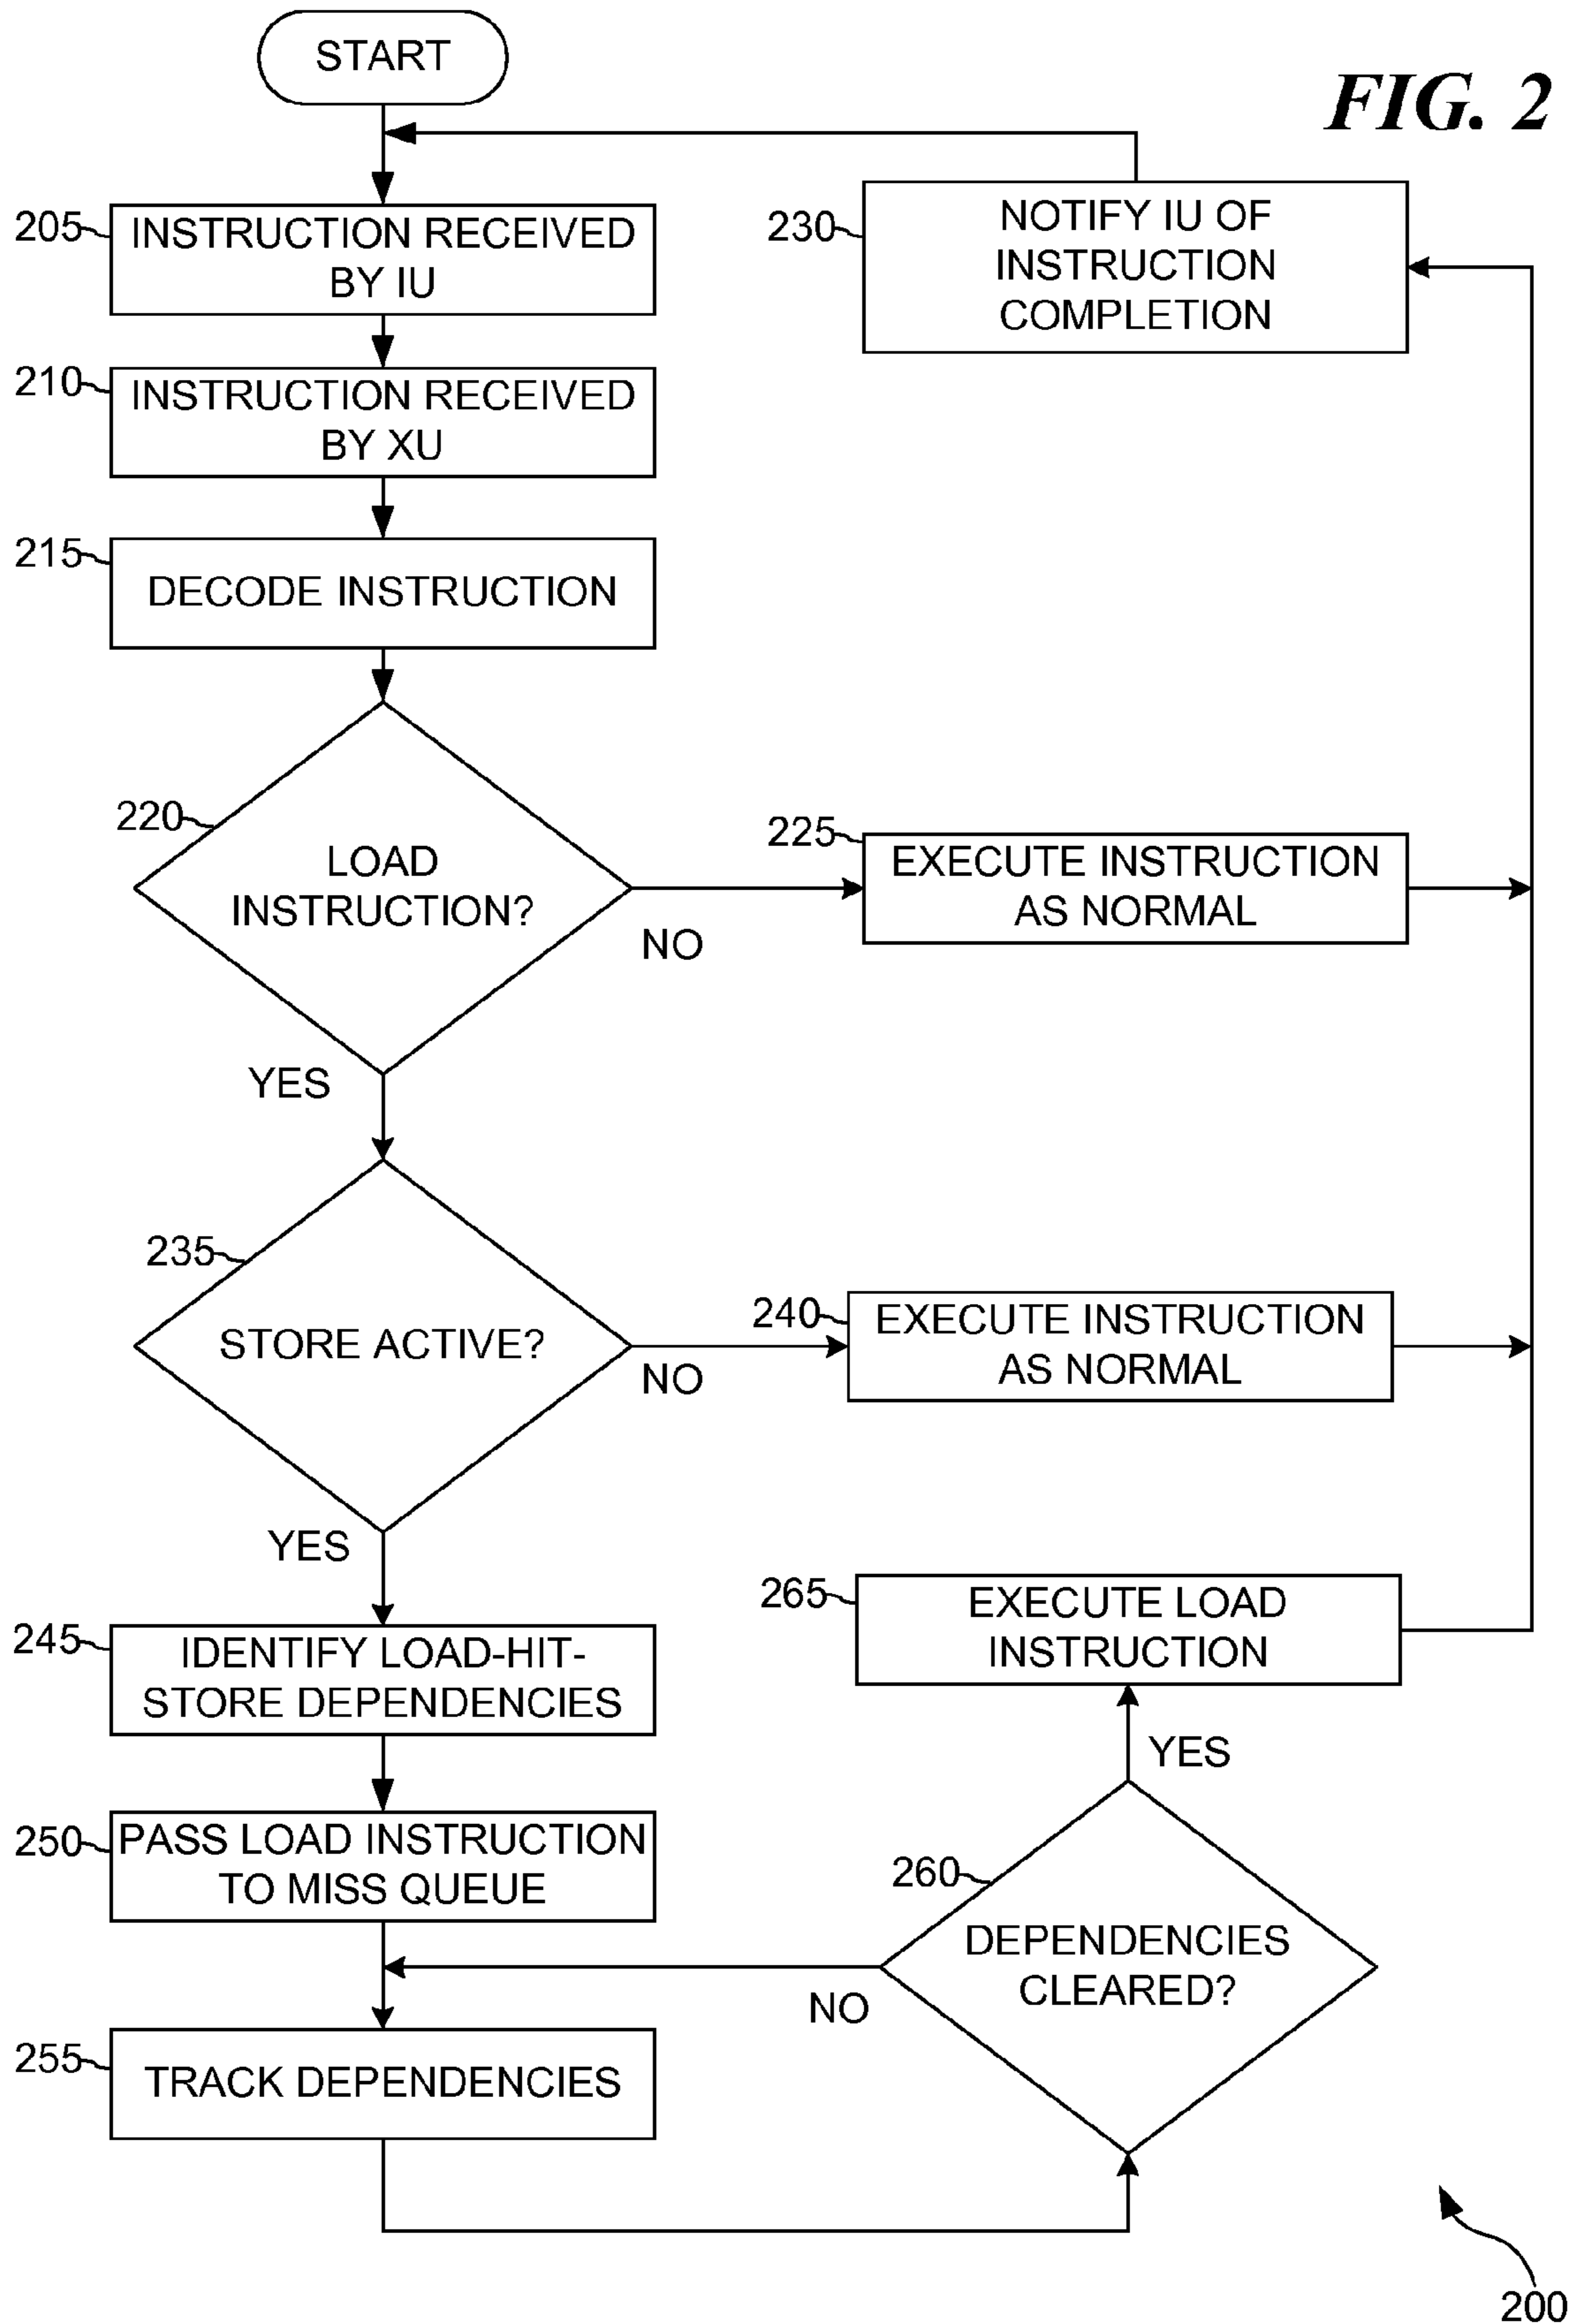 START
FIG. 2
205
INSTRUCTION RECEIVED
BY IU
230
NOTIFY IU OF
INSTRUCTION
COMPLETION
210
INSTRUCTION RECEIVED
BY XU
215
DECODE INSTRUCTION
220
LOAD
INSTRUCTION?
NO
225
EXECUTE INSTRUCTION
AS NORMAL
YES
235
STORE ACTIVE?
NO
240
EXECUTE INSTRUCTION
AS NORMAL
YES
245
IDENTIFY LOAD-HIT-
STORE DEPENDENCIES
265
EXECUTE LOAD
INSTRUCTION
YES
250
PASS LOAD INSTRUCTION
TO MISS QUEUE
260
DEPENDENCIES
CLEARED?
NO
255
TRACK DEPENDENCIES
200